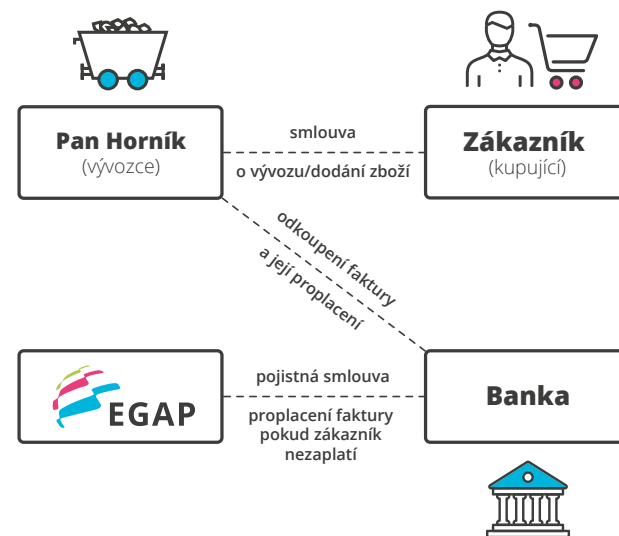 Pan Horník
(vývozce)
smlouva
o vývozu/dodání zboží
Zákazník
(kupující)
odkoupení faktury
a její proplacení
EGAP
pojistná smlouva
proplacení faktury
pokud zákazník
nezaplatí
Banka